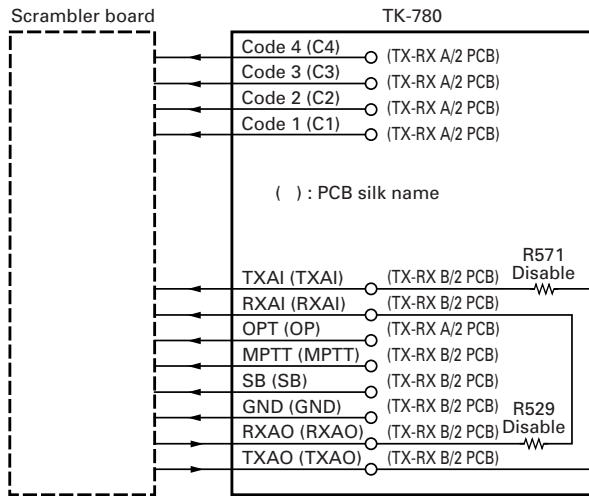 Scrambler board
TK-780
Code 4 (C4) (TX-RX A/2 PCB)
Code 3 (C3) (TX-RX A/2 PCB)
Code 2 (C2) (TX-RX A/2 PCB)
Code 1 (C1) (TX-RX A/2 PCB)
( ) : PCB silk name
R571
Disable
TXAI (TXAI) (TX-RX B/2 PCB)
RXAI (RXAI) (TX-RX B/2 PCB)
OPT (OP) (TX-RX A/2 PCB)
MPTT (MPTT) (TX-RX B/2 PCB)
SB (SB) (TX-RX B/2 PCB)
GND (GND) (TX-RX B/2 PCB)
R529
Disable
RXAO (RXAO) (TX-RX B/2 PCB)
TXAO (TXAO) (TX-RX B/2 PCB)